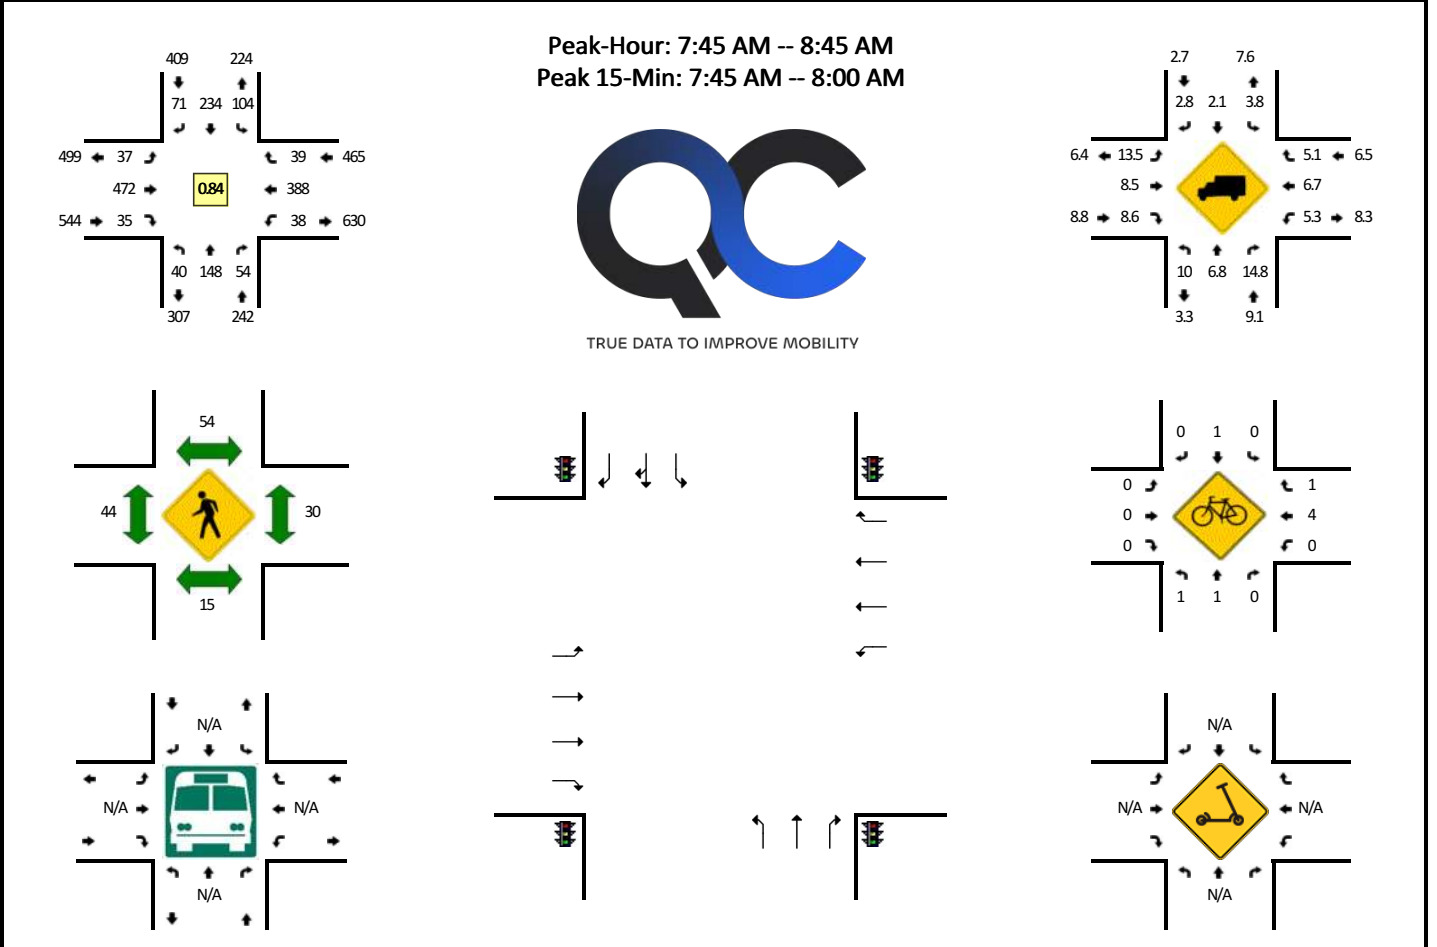 Peak-Hour: 7:45 AM -- 8:45 AM
Peak 15-Min: 7:45 AM -- 8:00 AM
409 224
71 234 104
499 37 39 465
472 0.84 388
544 35 38 630
40 148 54
307 242
TRUE DATA TO IMPROVE MOBILITY
2.7 7.6
2.8 2.1 3.8
6.4 13.5 5.1 6.5
8.5 6.7
8.8 8.6 5.3 8.3
10 6.8 14.8
3.3 9.1
54
44 30
15
0 1 0
0 1
0 4
0 0
1 1 0
N/A
N/A N/A
N/A
N/A
N/A N/A
N/A